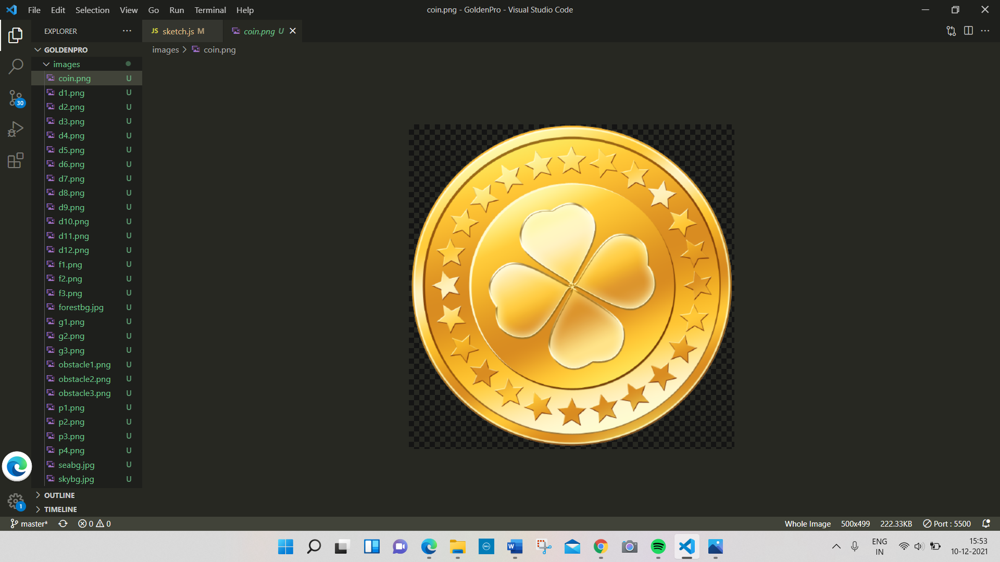 File Edit Selection View Go Run Terminal Help
coin.png - GoldenPro - Visual Studio Code
EXPLORER
JS sketch.js M
coin.png U
GOLDENPRO
images > coin.png
images
coin.png U
d1.png U
d2.png U
d3.png U
d4.png U
d5.png U
d6.png U
d7.png U
d8.png U
d9.png U
d10.png U
d11.png U
d12.png U
f1.png U
f2.png U
f3.png U
forestbg.jpg U
g1.png U
g2.png U
g3.png U
obstacle1.png U
obstacle2.png U
obstacle3.png U
p1.png U
p2.png U
p3.png U
p4.png U
seabg.jpg U
skybg.jpg U
30
1
OUTLINE
TIMELINE
master* 0 0
Whole Image 500x499 222.33KB Port : 5500
DELL
W
ENG
IN
15:53
10-12-2021